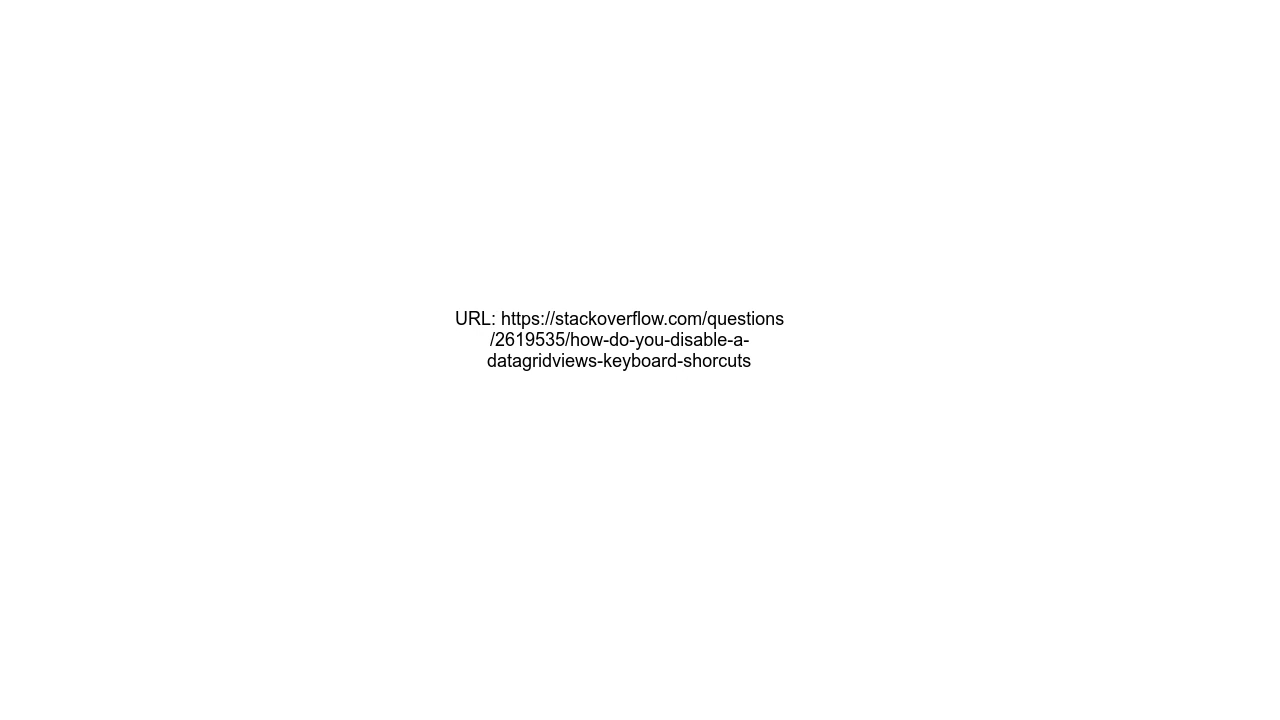 URL: https://stackoverflow.com/questions
/2619535/how-do-you-disable-a-
datagridviews-keyboard-shorcuts